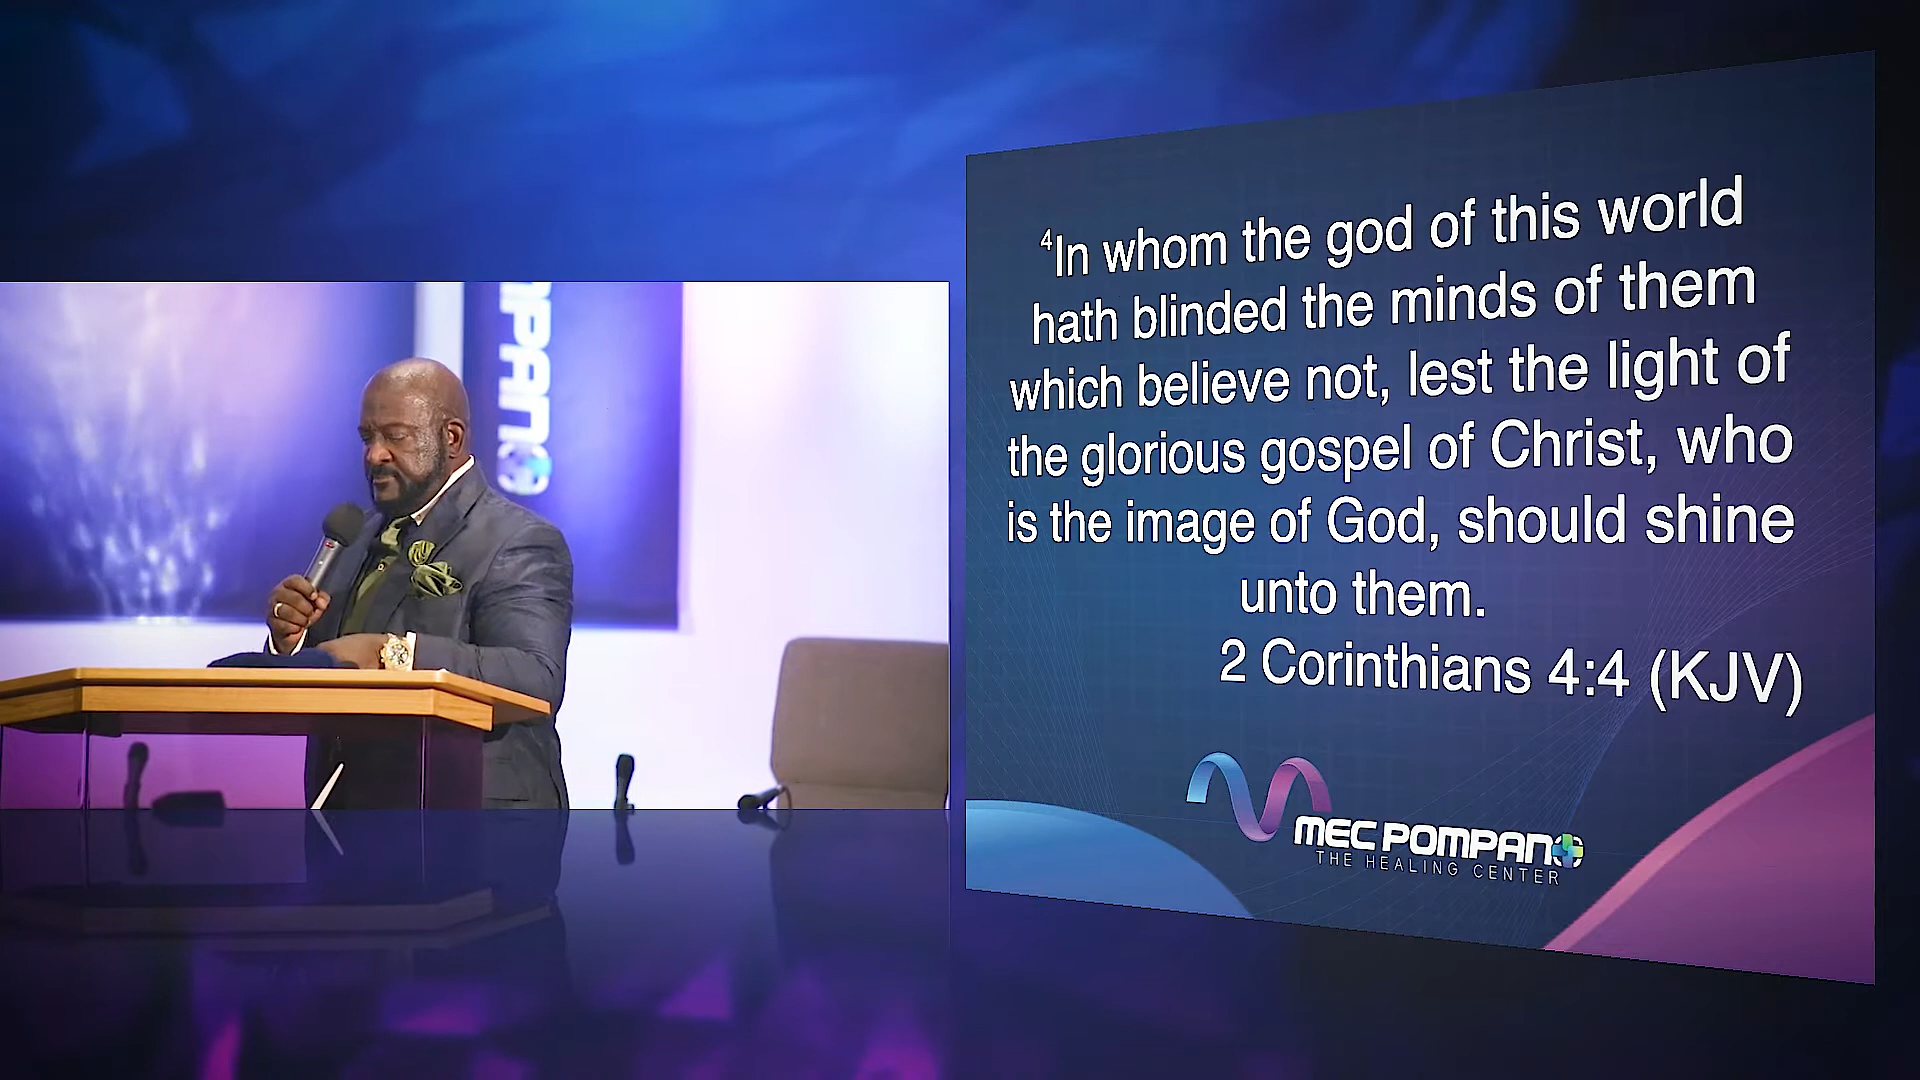 MPANO
⁴In whom the god of this world
hath blinded the minds of them
which believe not, lest the light of
the glorious gospel of Christ, who
is the image of God, should shine
unto them.
2 Corinthians 4:4 (KJV)
MEC POMPANO
THE HEALING CENTER